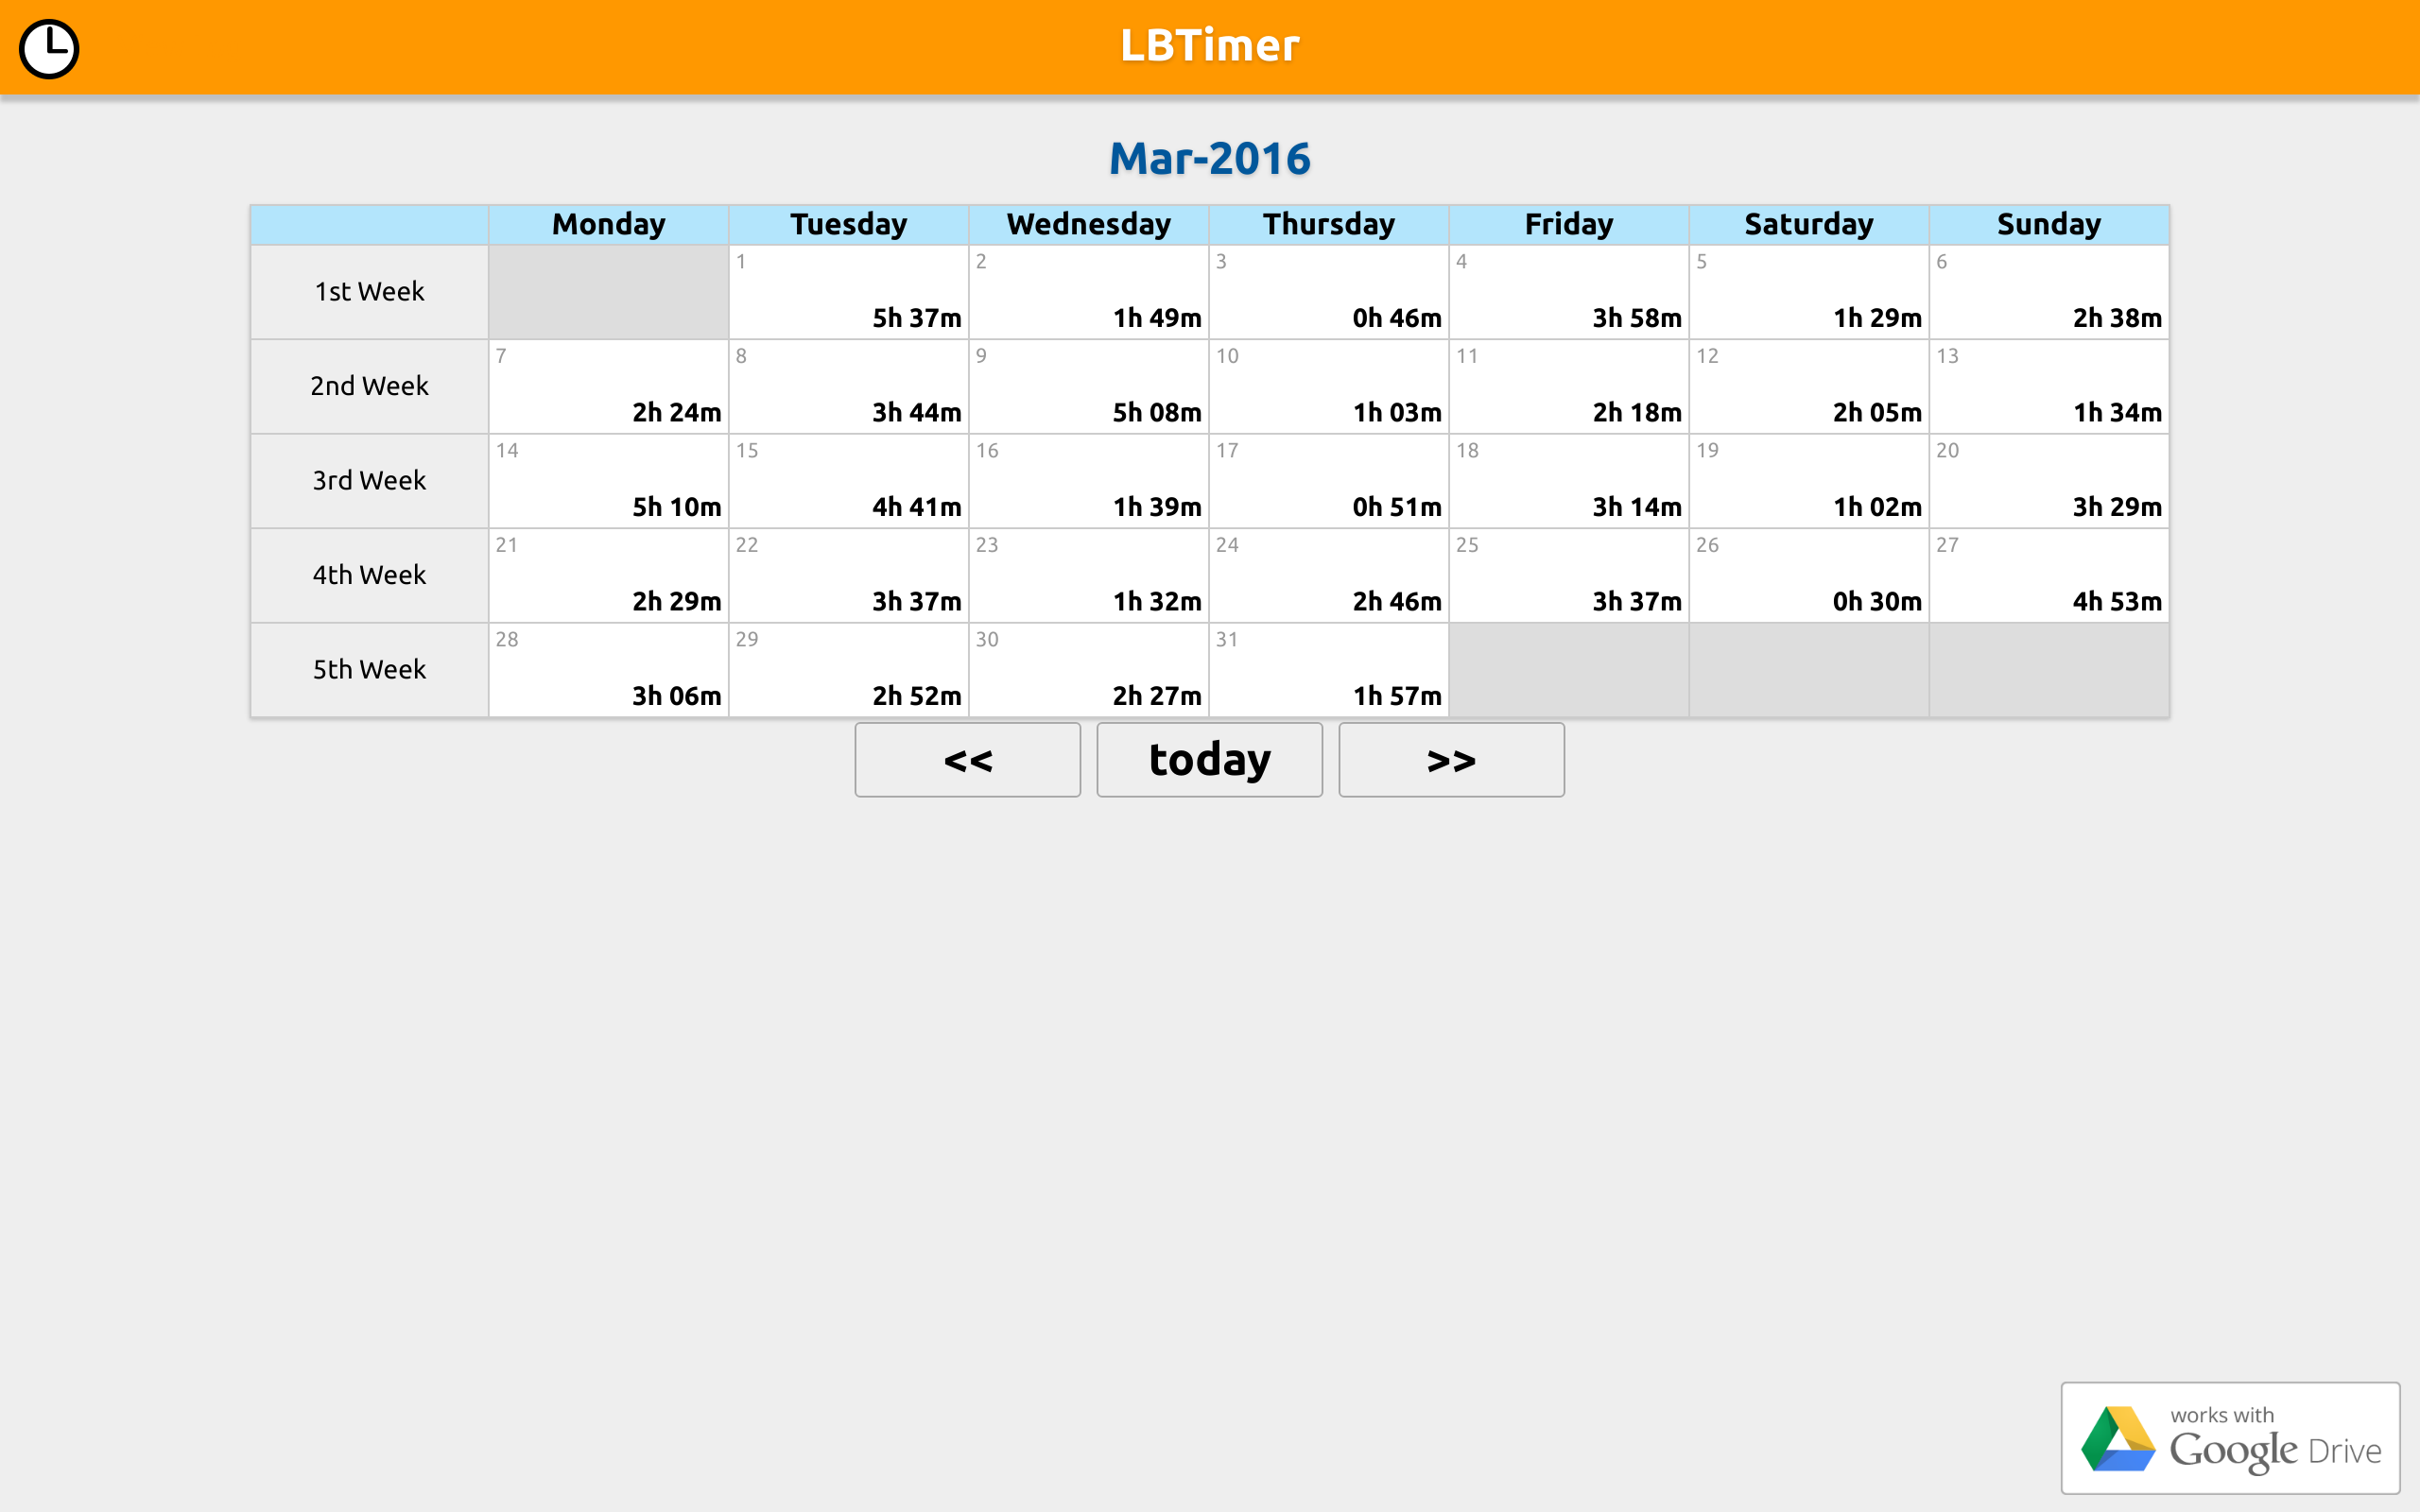 LBTimer
Mar-2016
Monday Tuesday Wednesday Thursday Friday Saturday Sunday
1st Week
1 2 3 4 5 6
5h 37m 1h 49m 0h 46m 3h 58m 1h 29m 2h 38m
2nd Week
7 8 9 10 11 12 13
2h 24m 3h 44m 5h 08m 1h 03m 2h 18m 2h 05m 1h 34m
3rd Week
14 15 16 17 18 19 20
5h 10m 4h 41m 1h 39m 0h 51m 3h 14m 1h 02m 3h 29m
4th Week
21 22 23 24 25 26 27
2h 29m 3h 37m 1h 32m 2h 46m 3h 37m 0h 30m 4h 53m
5th Week
28 29 30 31
3h 06m 2h 52m 2h 27m 1h 57m
<< today >>
works with
Google Drive